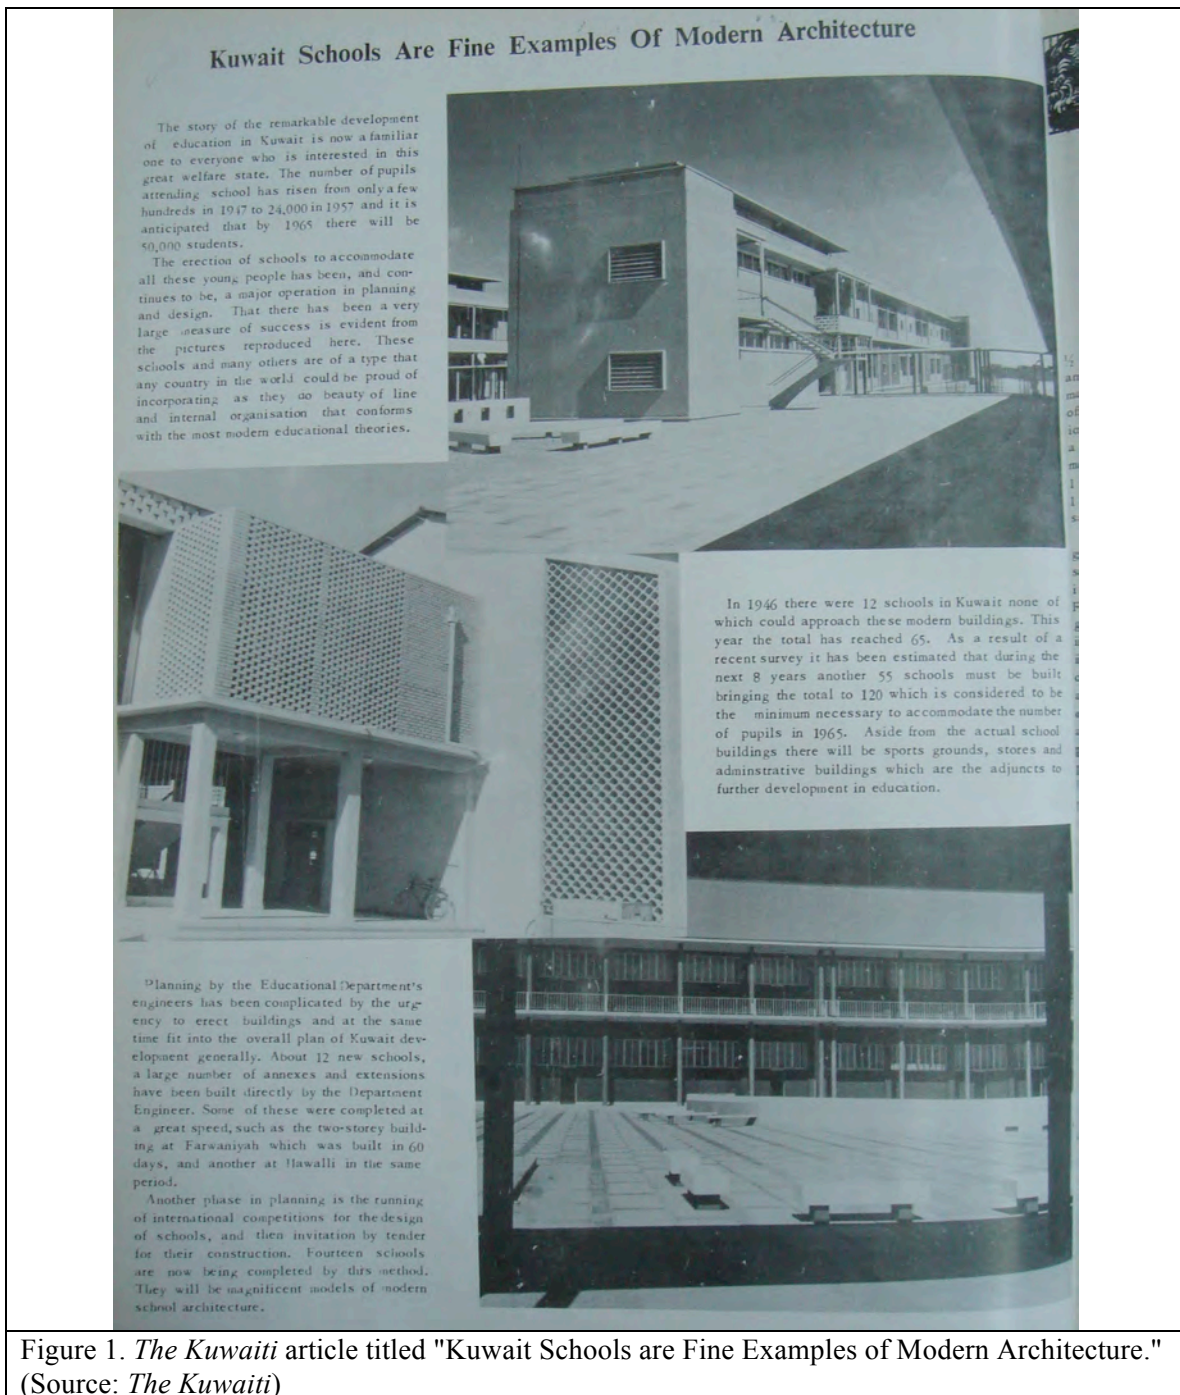 Kuwait Schools Are Fine Examples Of Modern Architecture
The story of the remarkable development
of education in Kuwait is now a familiar
one to everyone who is interested in this
great welfare state. The number of pupils
attending school has risen from only a few
hundreds in 1947 to 24,000 in 1957 and it is
anticipated that by 1965 there will be
50,000 students.
The erection of schools to accommodate
all these young people has been, and con-
tinues to be, a major operation in planning
and design. That there has been a very
large measure of success is evident from
the pictures reproduced here. These
schools and many others are of a type that
any country in the world could be proud of
incorporating as they do beauty of line
and internal organisation that conforms
with the most modern educational theories.
In 1946 there were 12 schools in Kuwait none of
which could approach these modern buildings. This
year the total has reached 65. As a result of a
recent survey it has been estimated that during the
next 8 years another 55 schools must be built
bringing the total to 120 which is considered to be
the minimum necessary to accommodate the number
of pupils in 1965. Aside from the actual school
buildings there will be sports grounds, stores and
adminstrative buildings which are the adjuncts to
further development in education.
Planning by the Educational Department's
engineers has been complicated by the urg-
ency to erect buildings and at the same
time fit into the overall plan of Kuwait dev-
elopment generally. About 12 new schools,
a large number of annexes and extensions
have been built directly by the Department
Engineer. Some of these were completed at
a great speed, such as the two-storey build-
ing at Farwaniyah which was built in 60
days, and another at Hawalli in the same
period.
Another phase in planning is the running
of international competitions for the design
of schools, and then invitation by tender
for their construction. Fourteen schools
are now being completed by this method.
They will be magnificent models of modern
school architecture.
Figure 1. The Kuwaiti article titled "Kuwait Schools are Fine Examples of Modern Architecture."
(Source: The Kuwaiti)